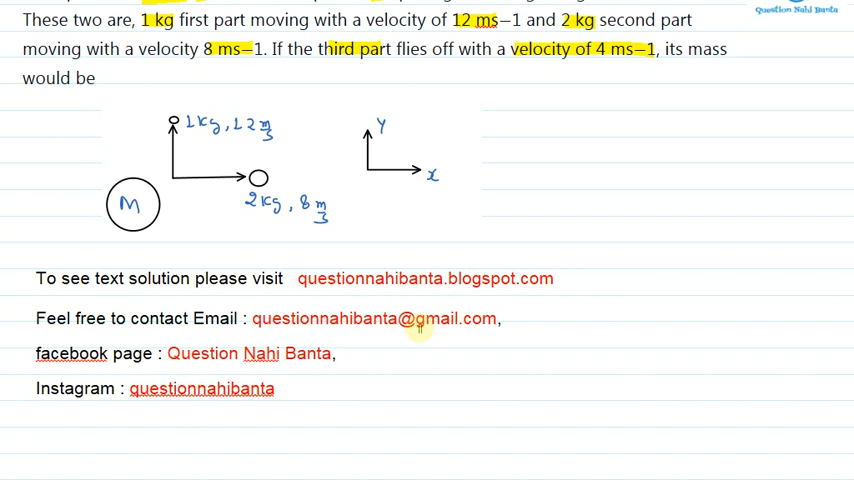 Question Nahi Banta
These two are, 1 kg first part moving with a velocity of 12 ms−1 and 2 kg second part
moving with a velocity 8 ms−1. If the third part flies off with a velocity of 4 ms−1, its mass
would be
1kg, 12 m/s
Y
x
M
2kg, 8 m/s
To see text solution please visit questionnahibanta.blogspot.com
Feel free to contact Email : questionnahibanta@gmail.com,
facebook page : Question Nahi Banta,
Instagram : questionnahibanta